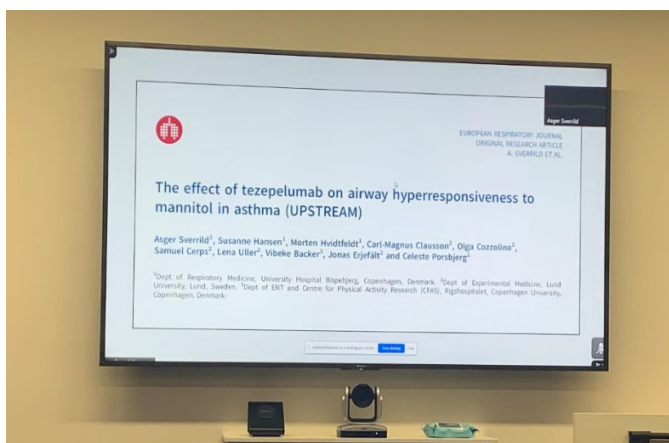 Asger Sverrild
EUROPEAN RESPIRATORY JOURNAL
ORIGINAL RESEARCH ARTICLE
A. SVERRILD ET AL.
The effect of tezepelumab on airway hyperresponsiveness to
mannitol in asthma (UPSTREAM)
Asger Sverrild¹, Susanne Hansen¹, Morten Hvidtfeldt¹, Carl-Magnus Clausson², Olga Cozzolino²,
Samuel Cerps², Lena Uller², Vibeke Backer³, Jonas Erjefält² and Celeste Porsbjerg¹
¹Dept of Respiratory Medicine, University Hospital Bispebjerg, Copenhagen, Denmark. ²Dept of Experimental Medicine, Lund
University, Lund, Sweden. ³Dept of ENT and Centre for Physical Activity Research (CFAS), Rigshospitalet, Copenhagen University,
Copenhagen, Denmark.